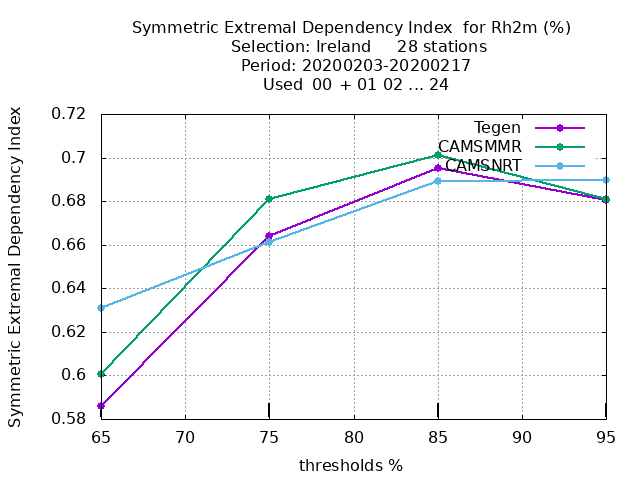 Symmetric Extremal Dependency Index  for Rh2m (%)
Selection: Ireland     28 stations
Period: 20200203-20200217
Used  00 + 01 02 ... 24
Symmetric Extremal Dependency Index
0.72
0.7
0.68
0.66
0.64
0.62
0.6
0.58
Tegen
CAMSMMR
CAMSNRT
65 70 75 80 85 90 95
thresholds %